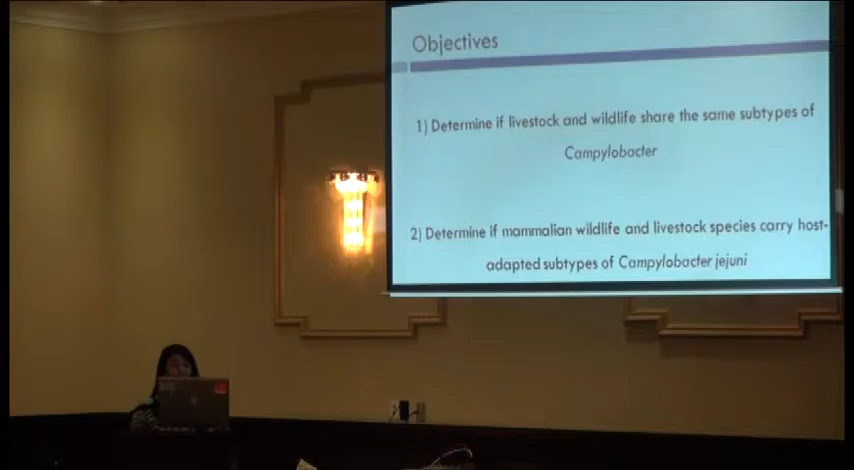 Objectives
1) Determine if livestock and wildlife share the same subtypes of
Campylobacter
2) Determine if mammalian wildlife and livestock species carry host-
adapted subtypes of Campylobacter jejuni